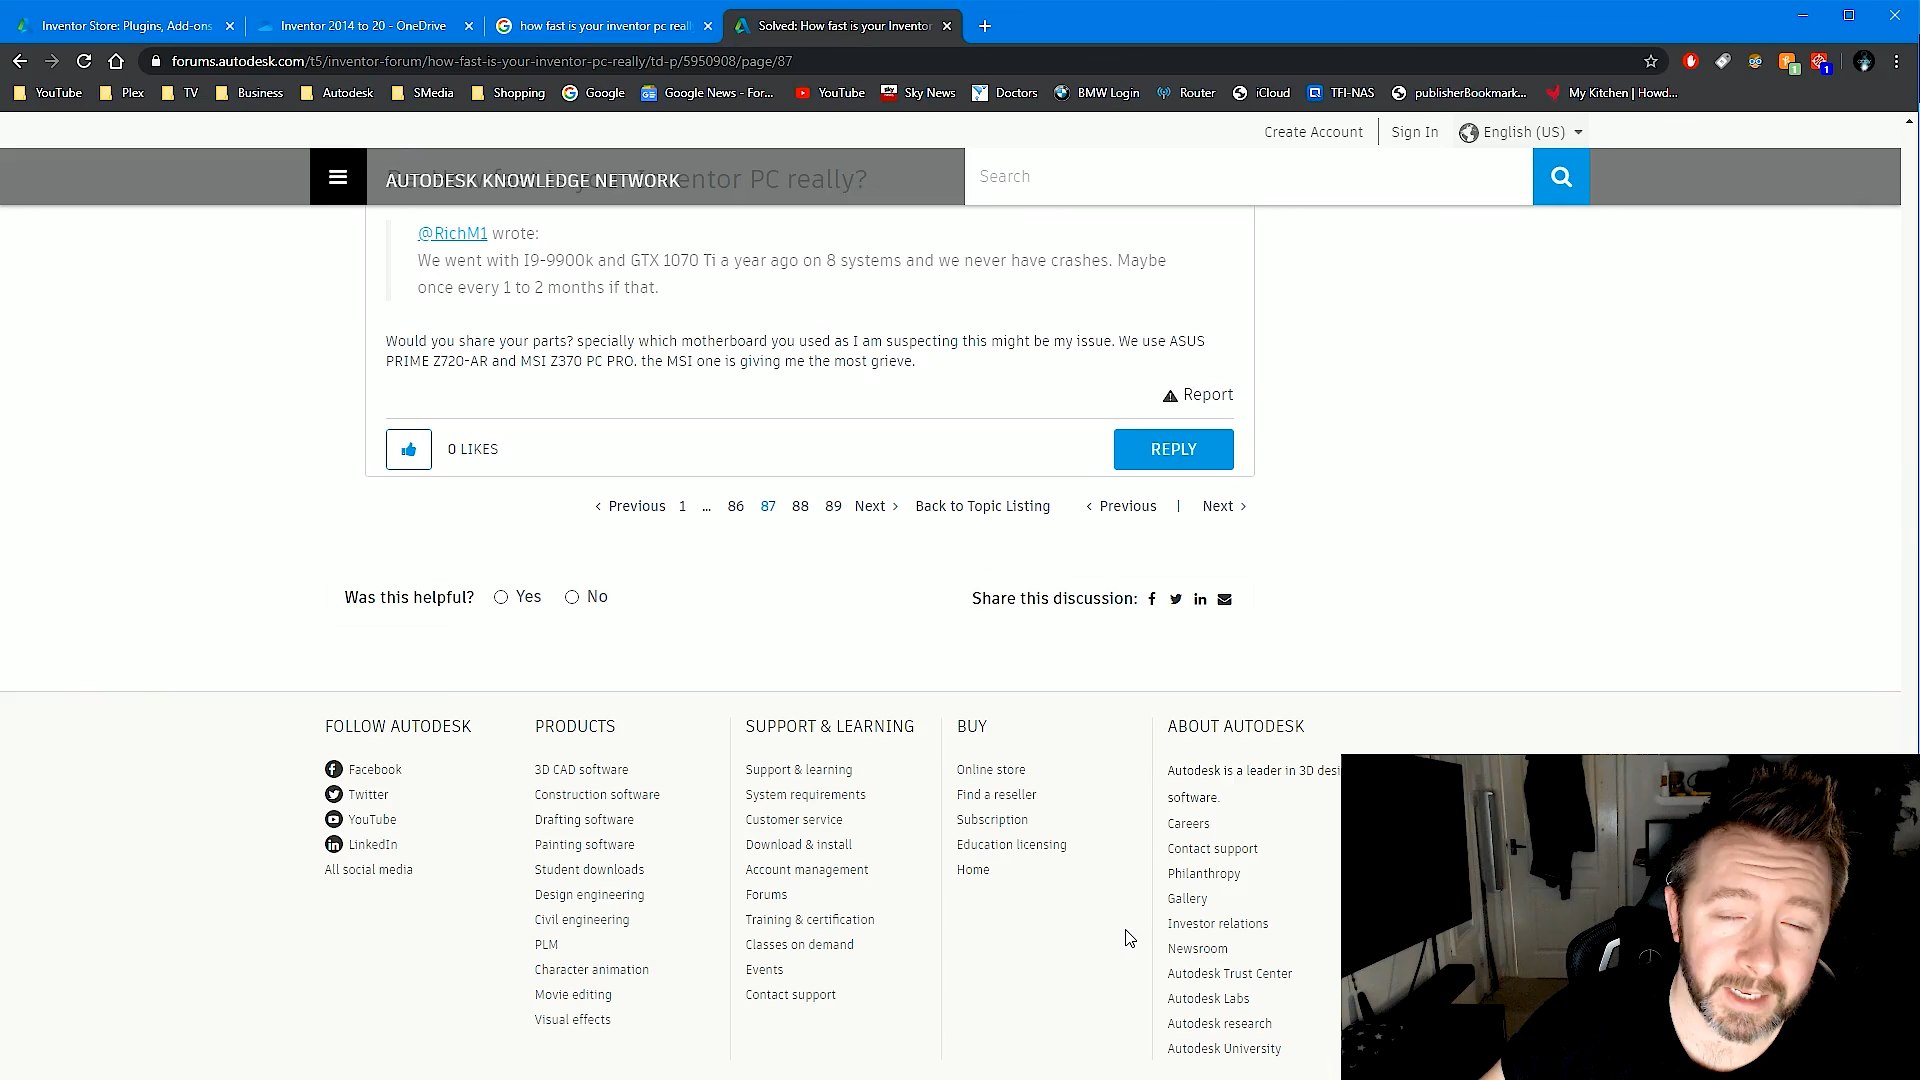 Inventor Store: Plugins, Add-ons
Inventor 2014 to 20 - OneDrive
how fast is your inventor pc reall
Solved: How fast is your Inventor
forums.autodesk.com/t5/inventor-forum/how-fast-is-your-inventor-pc-really/td-p/5950908/page/87
1
1
YouTube
Plex
TV
Business
Autodesk
SMedia
Shopping
Google
Google News - For...
YouTube
Sky News
Doctors
BMW Login
Router
iCloud
TFI-NAS
publisherBookmark...
My Kitchen | Howd...
Create Account
Sign In
English (US)
AUTODESK KNOWLEDGE NETWORK
Inventor PC really?
Search
@RichM1 wrote:
We went with I9-9900k and GTX 1070 Ti a year ago on 8 systems and we never have crashes. Maybe
once every 1 to 2 months if that.
Would you share your parts? specially which motherboard you used as I am suspecting this might be my issue. We use ASUS
PRIME Z720-AR and MSI Z370 PC PRO. the MSI one is giving me the most grieve.
Report
0 LIKES
REPLY
‹ Previous 1 ... 86 87 88 89 Next › Back to Topic Listing ‹ Previous | Next ›
Was this helpful? Yes No
Share this discussion:
FOLLOW AUTODESK
Facebook
Twitter
YouTube
LinkedIn
All social media
PRODUCTS
3D CAD software
Construction software
Drafting software
Painting software
Student downloads
Design engineering
Civil engineering
PLM
Character animation
Movie editing
Visual effects
SUPPORT & LEARNING
Support & learning
System requirements
Customer service
Download & install
Account management
Forums
Training & certification
Classes on demand
Events
Contact support
BUY
Online store
Find a reseller
Subscription
Education licensing
Home
ABOUT AUTODESK
Autodesk is a leader in 3D desi
software.
Careers
Contact support
Philanthropy
Gallery
Investor relations
Newsroom
Autodesk Trust Center
Autodesk Labs
Autodesk research
Autodesk University